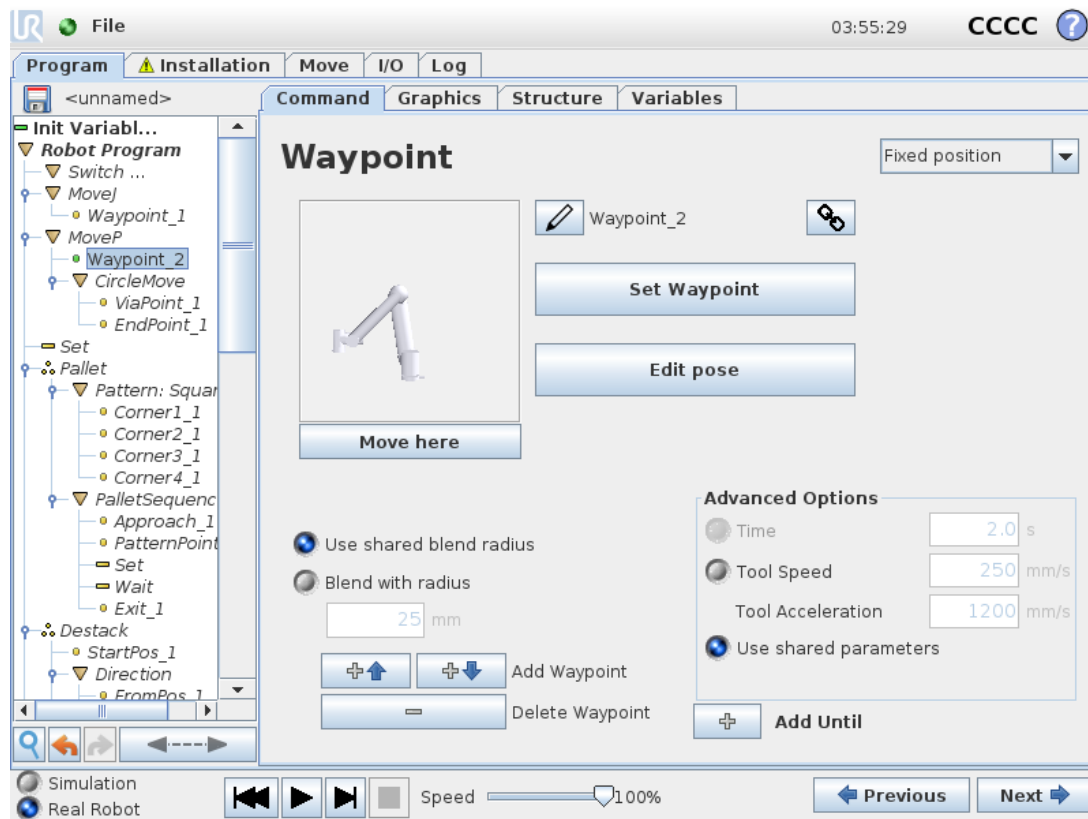 UR File 03:55:29 CCCC ?
Program Installation Move I/O Log
<unnamed>
Command Graphics Structure Variables
Init Variabl...
Robot Program
Switch ...
MoveJ
Waypoint_1
MoveP
Waypoint_2
CircleMove
ViaPoint_1
EndPoint_1
Set
Pallet
Pattern: Squar
Corner1_1
Corner2_1
Corner3_1
Corner4_1
PalletSequenc
Approach_1
PatternPoint
Set
Wait
Exit_1
Destack
StartPos_1
Direction
FromPos_1
Waypoint
Fixed position
Waypoint_2
Set Waypoint
Edit pose
Move here
Use shared blend radius
Blend with radius
25 mm
Add Waypoint
Delete Waypoint
Advanced Options
Time 2.0 s
Tool Speed 250 mm/s
Tool Acceleration 1200 mm/s
Use shared parameters
Add Until
Simulation
Real Robot
Speed 100%
Previous Next